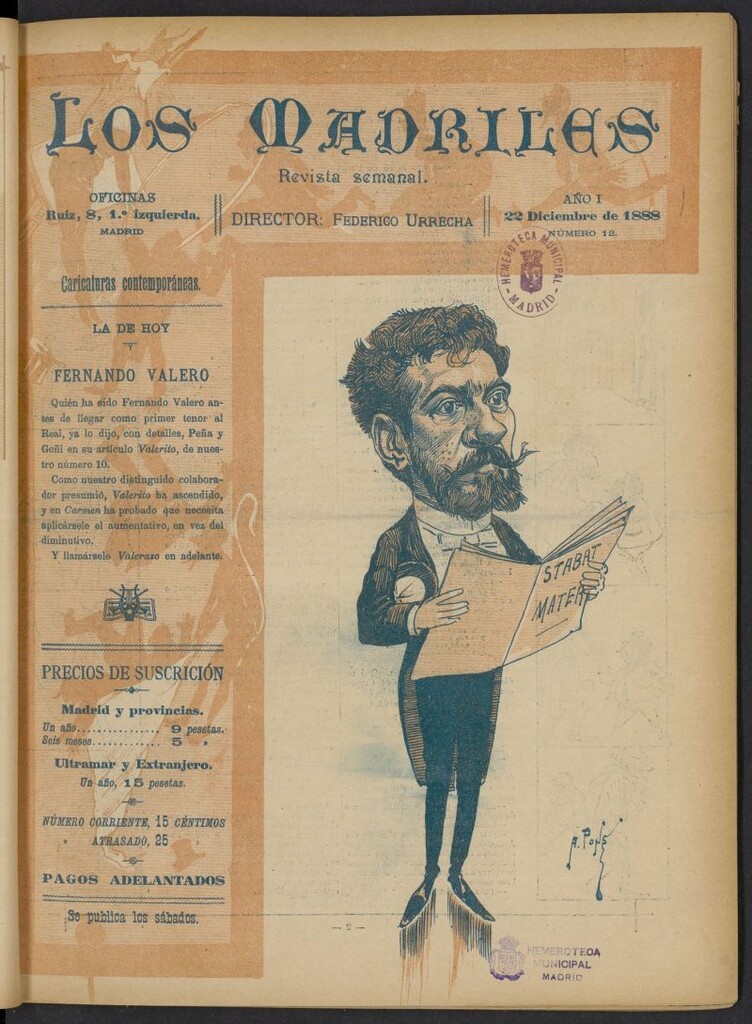 LOS MADRILES
Revista semanal.
OFICINAS
Ruiz, 8, 1.º izquierda.
MADRID
DIRECTOR: FEDERICO URRECHA
AÑO I
22 Diciembre de 1888
NÚMERO 12.
HEMEROTECA MUNICIPAL
MADRID
Caricaturas contemporáneas.
LA DE HOY
FERNANDO VALERO
Quién ha sido Fernando Valero an-
tes de llegar como primer tenor al
Real, ya lo dijo, con detalles, Peña y
Goñi en su artículo Valerito, de nues-
tro número 10.
Como nuestro distinguido colabora-
dor presumió, Valerito ha ascendido,
y en Carmen ha probado que necesita
aplicársele el aumentativo, en vez del
diminutivo.
Y llamársele Valerazo en adelante.
STABAT
MATER
PRECIOS DE SUSCRICIÓN
Madrid y provincias.
Un año............... 9 pesetas.
Seis meses............ 5 »
Ultramar y Extranjero.
Un año, 15 pesetas.
NÚMERO CORRIENTE, 15 CÉNTIMOS
» ATRASADO, 25 »
PAGOS ADELANTADOS
Se publica los sábados.
A. Pons
— 2 —
HEMEROTECA
MUNICIPAL
MADRID